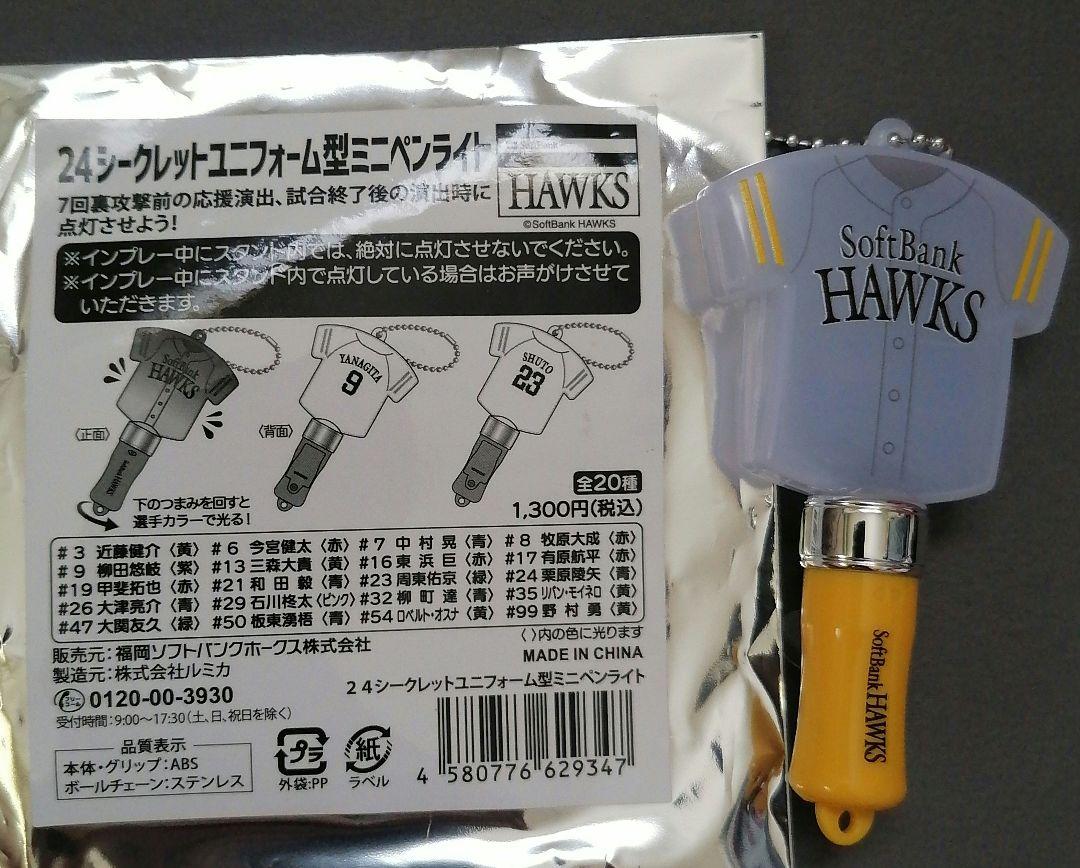 24シークレットユニフォーム型ミニペンライト
7回裏攻撃前の応援演出、試合終了後の演出時に
点灯させよう!
SoftBank
HAWKS
©SoftBank HAWKS
※インプレー中にスタンド内では、絶対に点灯させないでください。
※インプレー中にスタンド内で点灯している場合はお声がけさせて
いただきます。
SoftBank
HAWKS
YANAGITA
9
SHUTO
23
〈正面〉
〈背面〉
SoftBank HAWKS
下のつまみを回すと
選手カラーで光る!
全20種
1,300円(税込)
#3 近藤健介〈黄〉 #6 今宮健太〈赤〉 #7 中村晃〈青〉 #8 牧原大成〈赤〉
#9 柳田悠岐〈紫〉 #13 三森大貴〈黄〉 #16 東浜巨〈赤〉 #17 有原航平〈赤〉
#19 甲斐拓也〈赤〉 #21 和田毅〈青〉 #23 周東佑京〈緑〉 #24 栗原陵矢〈青〉
#26 大津亮介〈青〉 #29 石川柊太〈ピンク〉 #32 柳町達〈青〉 #35 リバン・モイネロ〈黄〉
#47 大関友久〈緑〉 #50 板東湧梧〈青〉 #54 ロベルト・オスナ〈黄〉 #99 野村勇〈黄〉
〈 〉内の色に光ります
販売元:福岡ソフトバンクホークス株式会社
製造元:株式会社ルミカ
MADE IN CHINA
0120-00-3930
受付時間:9:00〜17:30(土、日、祝日を除く)
24シークレットユニフォーム型ミニペンライト
品質表示
本体・グリップ:ABS
ボールチェーン:ステンレス
プラ
外袋:PP
紙
ラベル
4 580776 629347
SoftBank
HAWKS
SoftBank HAWKS